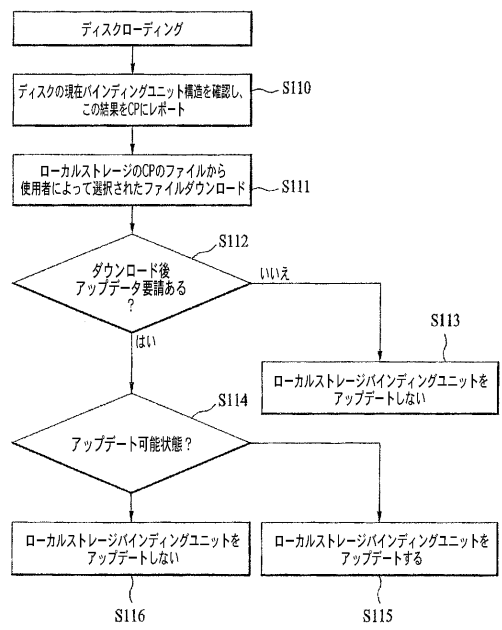 ディスクローディング
ディスクの現在バインディングユニット構造を確認し、
この結果をCPにレポート
S110
ローカルストレージのCPのファイルから
使用者によって選択されたファイルダウンロード
S111
S112
ダウンロード後
アップデータ要請ある
?
いいえ
はい
S113
ローカルストレージバインディングユニットを
アップデートしない
S114
アップデート可能状態?
ローカルストレージバインディングユニットを
アップデートしない
ローカルストレージバインディングユニットを
アップデートする
S116
S115